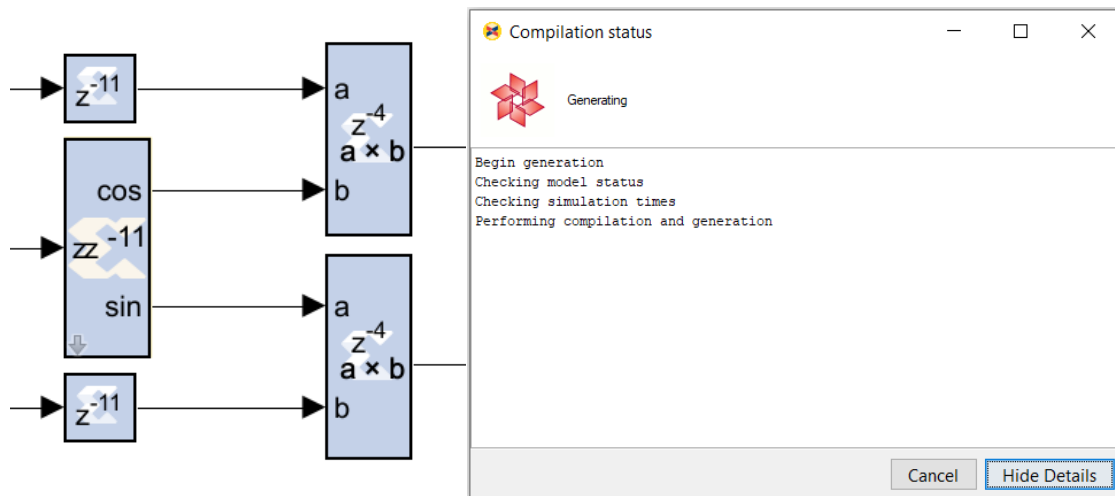 z-11
a
z-4
a × b
b
cos
zz -11
sin
a
z-4
a × b
b
z-11
Compilation status
Generating
Begin generation
Checking model status
Checking simulation times
Performing compilation and generation
Cancel
Hide Details